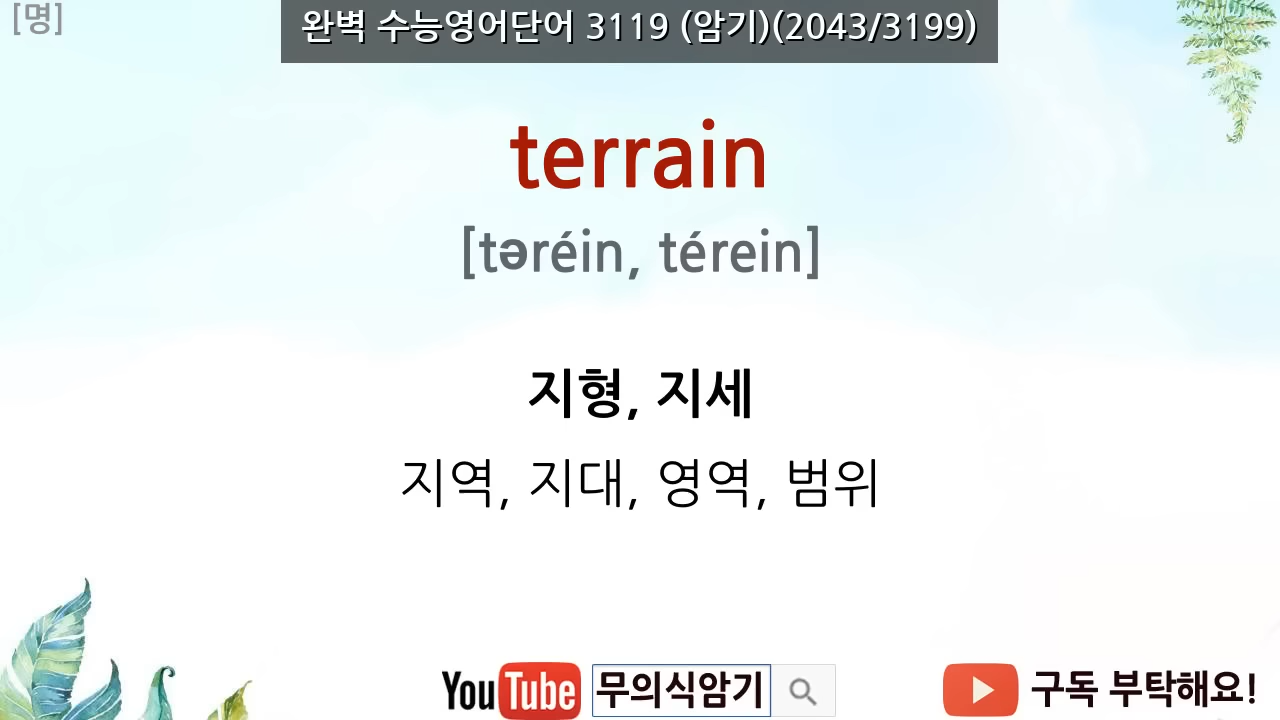 [명]
완벽 수능영어단어 3119 (암기)(2043/3199)
terrain
[təréin, térein]
지형, 지세
지역, 지대, 영역, 범위
YouTube 무의식암기
구독 부탁해요!